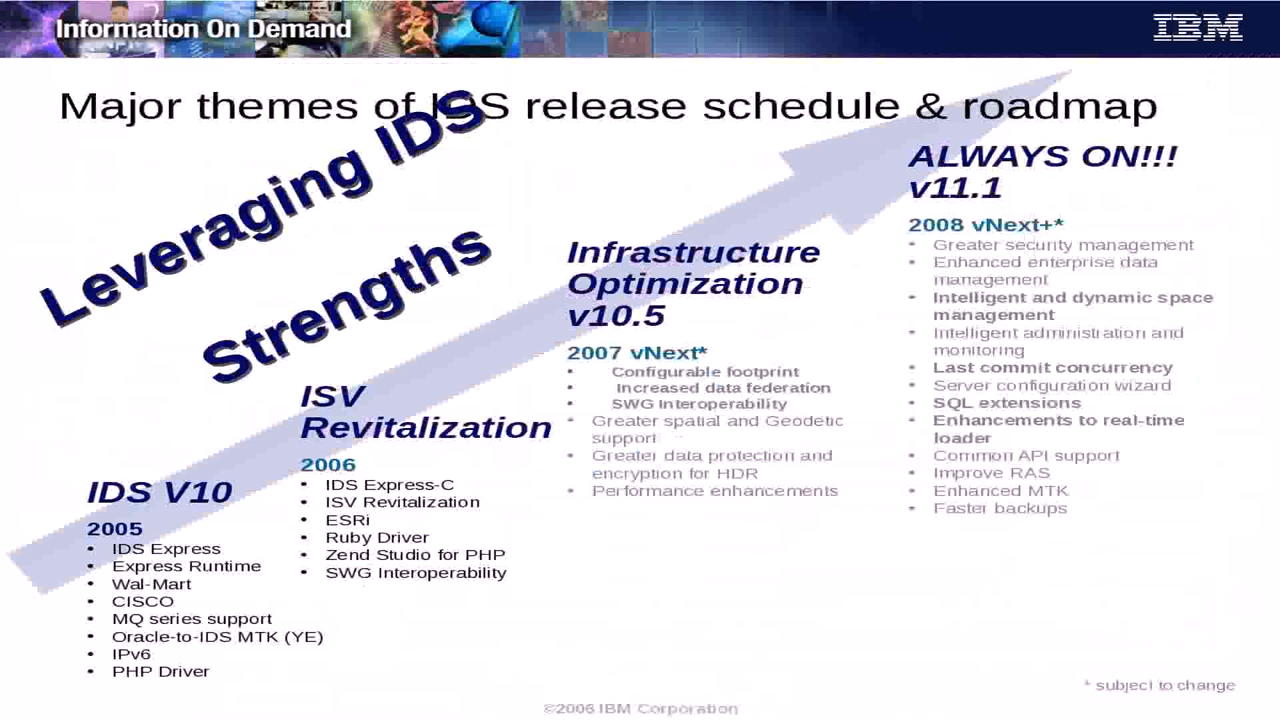 Information On Demand
IBM
Major themes of IDS release schedule & roadmap
Leveraging IDS
Strengths
IDS V10
2005
• IDS Express
• Express Runtime
• Wal-Mart
• CISCO
• MQ series support
• Oracle-to-IDS MTK (YE)
• IPv6
• PHP Driver
ISV
Revitalization
2006
• IDS Express-C
• ISV Revitalization
• ESRi
• Ruby Driver
• Zend Studio for PHP
• SWG Interoperability
Infrastructure
Optimization
v10.5
2007 vNext*
• Configurable footprint
• Increased data federation
• SWG Interoperability
• Greater spatial and Geodetic
support
• Greater data protection and
encryption for HDR
• Performance enhancements
ALWAYS ON!!!
v11.1
2008 vNext+*
• Greater security management
• Enhanced enterprise data
management
• Intelligent and dynamic space
management
• Intelligent administration and
monitoring
• Last commit concurrency
• Server configuration wizard
• SQL extensions
• Enhancements to real-time
loader
• Common API support
• Improve RAS
• Enhanced MTK
• Faster backups
* subject to change
©2006 IBM Corporation